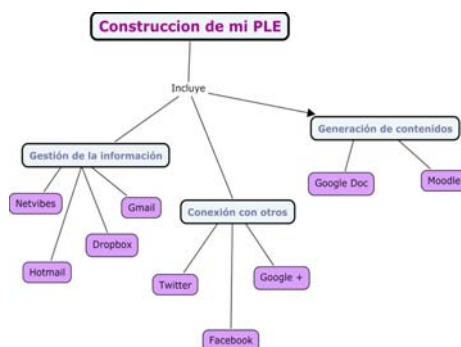 Construccion de mi PLE
Incluye
Generación de contenidos
Gestión de la información
Google Doc
Moodle
Netvibes
Gmail
Conexión con otros
Dropbox
Hotmail
Twitter
Google +
Facebook